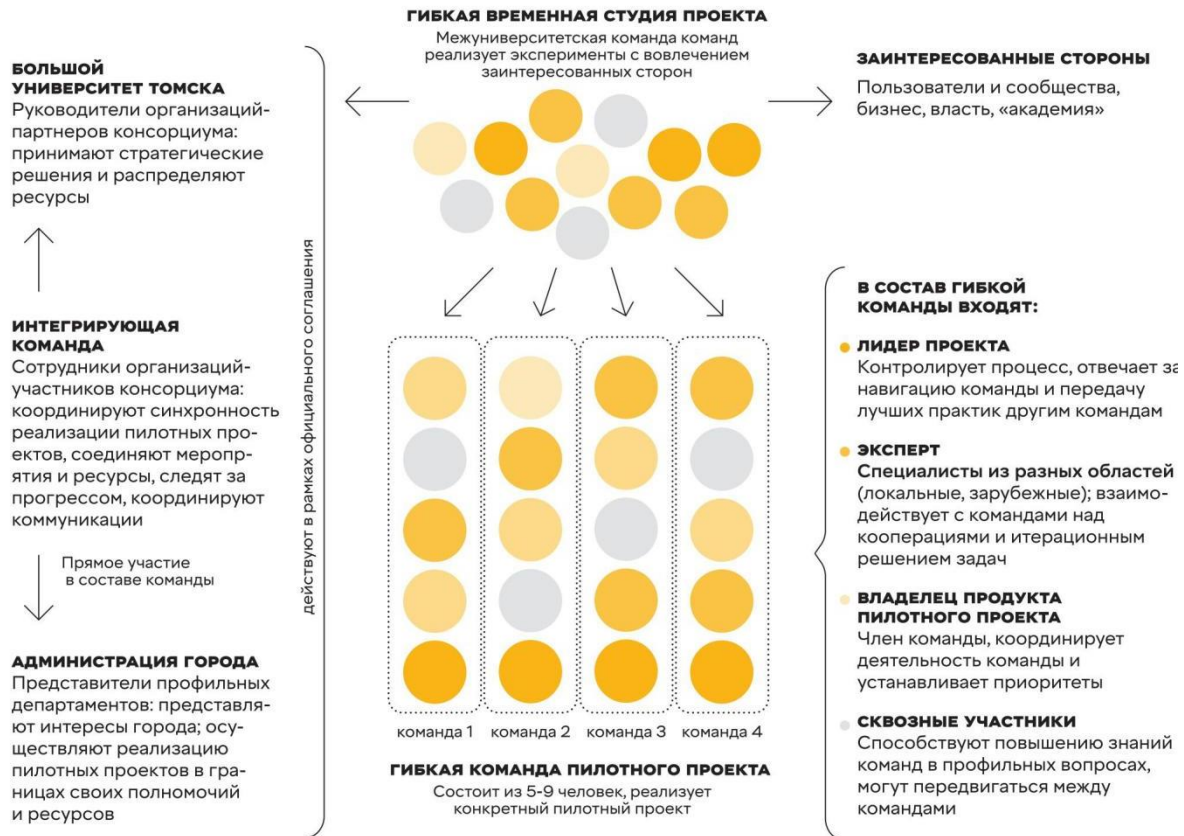 ГИБКАЯ ВРЕМЕННАЯ СТУДИЯ ПРОЕКТА
Межуниверситетская команда команд
реализует эксперименты с вовлечением
заинтересованных сторон
БОЛЬШОЙ
УНИВЕРСИТЕТ ТОМСКА
Руководители организаций-
партнеров консорциума:
принимают стратегические
решения и распределяют
ресурсы
ИНТЕГРИРУЮЩАЯ
КОМАНДА
Сотрудники организаций-
участников консорциума:
координируют синхронность
реализации пилотных про-
ектов, соединяют меропр-
ятия и ресурсы, следят за
прогрессом, координируют
коммуникации
Прямое участие
в составе команды
АДМИНИСТРАЦИЯ ГОРОДА
Представители профильных
департаментов: представля-
ют интересы города; осу-
ществляют реализацию
пилотных проектов в гра-
ницах своих полномочий
и ресурсов
действуют в рамках официального соглашения
команда 1
команда 2
команда 3
команда 4
ГИБКАЯ КОМАНДА ПИЛОТНОГО ПРОЕКТА
Состоит из 5-9 человек, реализует
конкретный пилотный проект
ЗАИНТЕРЕСОВАННЫЕ СТОРОНЫ
Пользователи и сообщества,
бизнес, власть, «академия»
В СОСТАВ ГИБКОЙ
КОМАНДЫ ВХОДЯТ:
ЛИДЕР ПРОЕКТА
Контролирует процесс, отвечает за
навигацию команды и передачу
лучших практик другим командам
ЭКСПЕРТ
Специалисты из разных областей
(локальные, зарубежные); взаимо-
действует с командами над
кооперациями и итерационным
решением задач
ВЛАДЕЛЕЦ ПРОДУКТА
ПИЛОТНОГО ПРОЕКТА
Член команды, координирует
деятельность команды и
устанавливает приоритеты
СКВОЗНЫЕ УЧАСТНИКИ
Способствуют повышению знаний
команд в профильных вопросах,
могут передвигаться между
командами